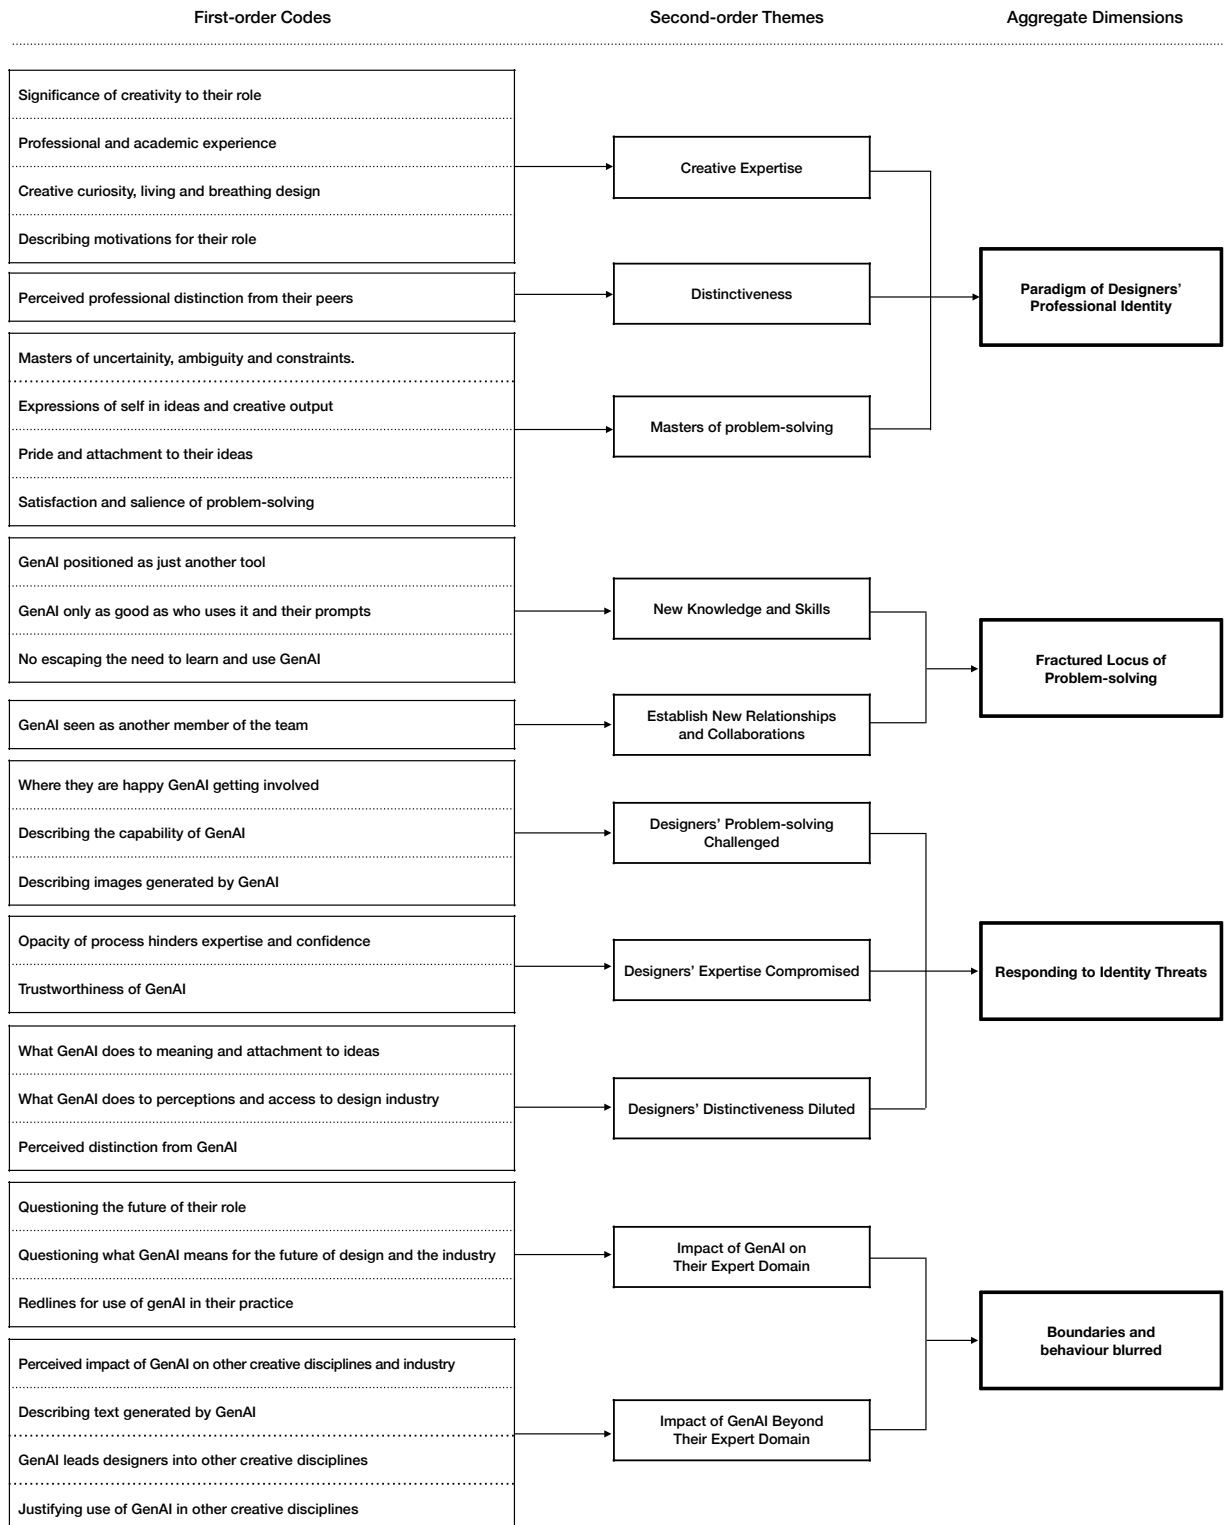 First-order Codes
Second-order Themes
Aggregate Dimensions
Significance of creativity to their role
Professional and academic experience
Creative curiosity, living and breathing design
Describing motivations for their role
Creative Expertise
Perceived professional distinction from their peers
Distinctiveness
Masters of uncertainity, ambiguity and constraints.
Expressions of self in ideas and creative output
Pride and attachment to their ideas
Satisfaction and salience of problem-solving
Masters of problem-solving
Paradigm of Designers’
Professional Identity
GenAI positioned as just another tool
GenAI only as good as who uses it and their prompts
No escaping the need to learn and use GenAI
New Knowledge and Skills
GenAI seen as another member of the team
Establish New Relationships
and Collaborations
Fractured Locus of
Problem-solving
Where they are happy GenAI getting involved
Describing the capability of GenAI
Describing images generated by GenAI
Designers’ Problem-solving
Challenged
Opacity of process hinders expertise and confidence
Trustworthiness of GenAI
Designers’ Expertise Compromised
What GenAI does to meaning and attachment to ideas
What GenAI does to perceptions and access to design industry
Perceived distinction from GenAI
Designers’ Distinctiveness Diluted
Responding to Identity Threats
Questioning the future of their role
Questioning what GenAI means for the future of design and the industry
Redlines for use of genAI in their practice
Impact of GenAI on
Their Expert Domain
Perceived impact of GenAI on other creative disciplines and industry
Describing text generated by GenAI
GenAI leads designers into other creative disciplines
Justifying use of GenAI in other creative disciplines
Impact of GenAI Beyond
Their Expert Domain
Boundaries and
behaviour blurred